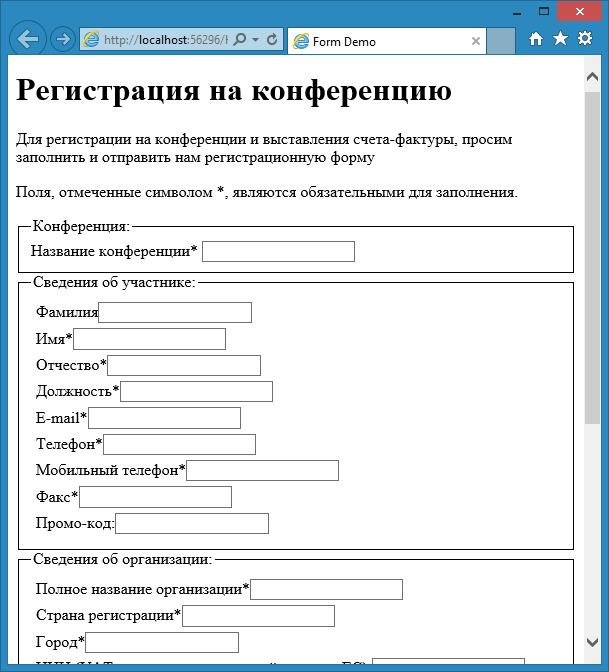 http://localhost:56296/
Form Demo
Регистрация на конференцию
Для регистрации на конференции и выставления счета-фактуры, просим
заполнить и отправить нам регистрационную форму
Поля, отмеченные символом *, являются обязательными для заполнения.
Конференция:
Название конференции*
Сведения об участнике:
Фамилия
Имя*
Отчество*
Должность*
E-mail*
Телефон*
Мобильный телефон*
Факс*
Промо-код:
Сведения об организации:
Полное название организации*
Страна регистрации*
Город*